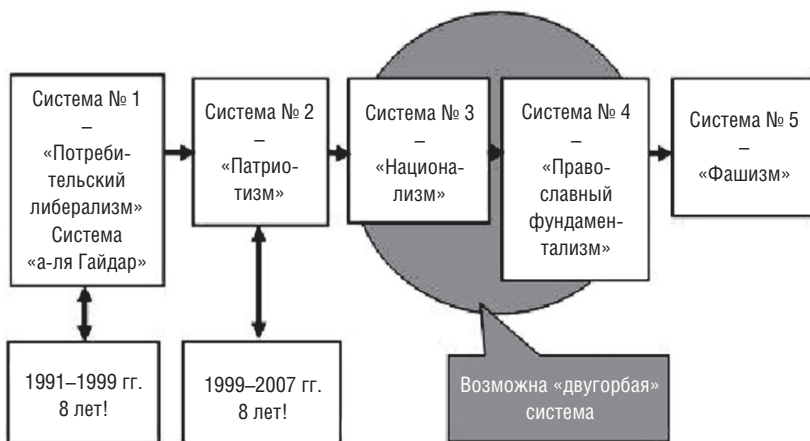 Система № 1
–
«Потреби-
тельский
либерализм»
Система
«а-ля Гайдар»
Система № 2
–
«Патрио-
тизм»
Система № 3
–
«Национа-
лизм»
Система № 4
–
«Право-
славный
фундамен-
тализм»
Система № 5
–
«Фашизм»
1991–1999 гг.
8 лет!
1999–2007 гг.
8 лет!
Возможна «двугорбая»
система